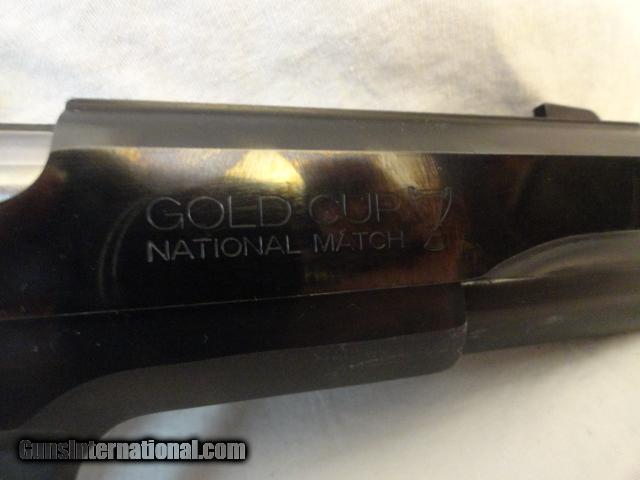 GOLD CUP
NATIONAL MATCH
GunsInternational.com